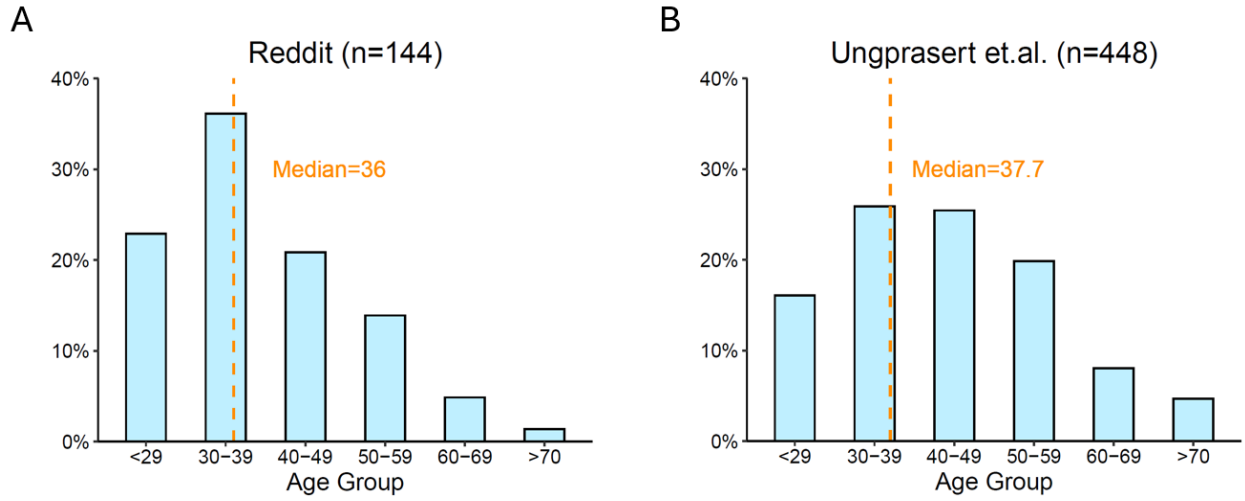 A
Reddit (n=144)
40%
30%
20%
10%
0%
Median=36
<29
30−39
40−49
50−59
60−69
>70
Age Group
B
Ungprasert et.al. (n=448)
40%
30%
20%
10%
0%
Median=37.7
<29
30−39
40−49
50−59
60−69
>70
Age Group